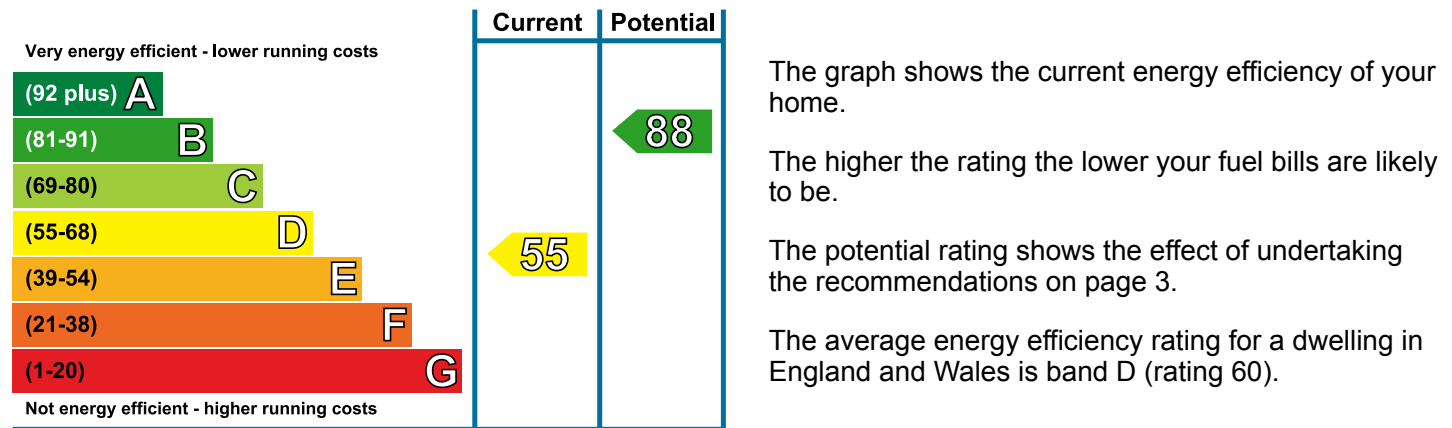 Current Potential
Very energy efficient - lower running costs
(92 plus) A
(81-91) B
(69-80) C
(55-68) D
(39-54) E
(21-38) F
(1-20) G
Not energy efficient - higher running costs
88
55
The graph shows the current energy efficiency of your
home.
The higher the rating the lower your fuel bills are likely
to be.
The potential rating shows the effect of undertaking
the recommendations on page 3.
The average energy efficiency rating for a dwelling in
England and Wales is band D (rating 60).